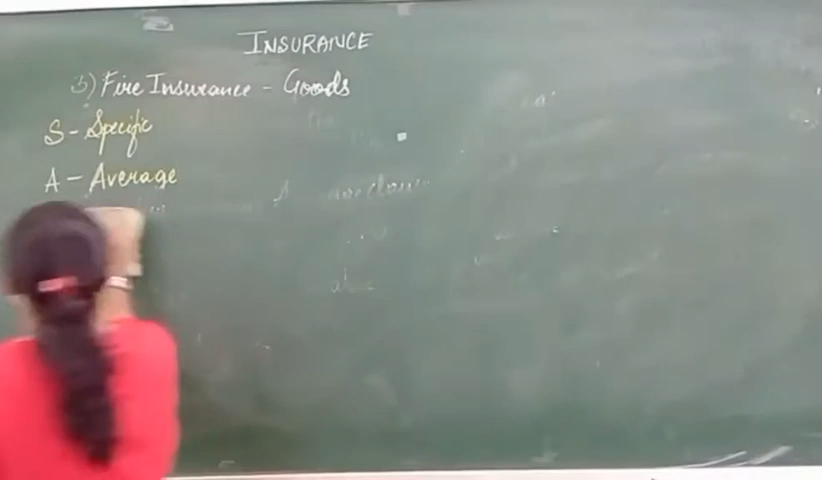 INSURANCE
3) Fire Insurance - Goods
S - Specific
A - Average